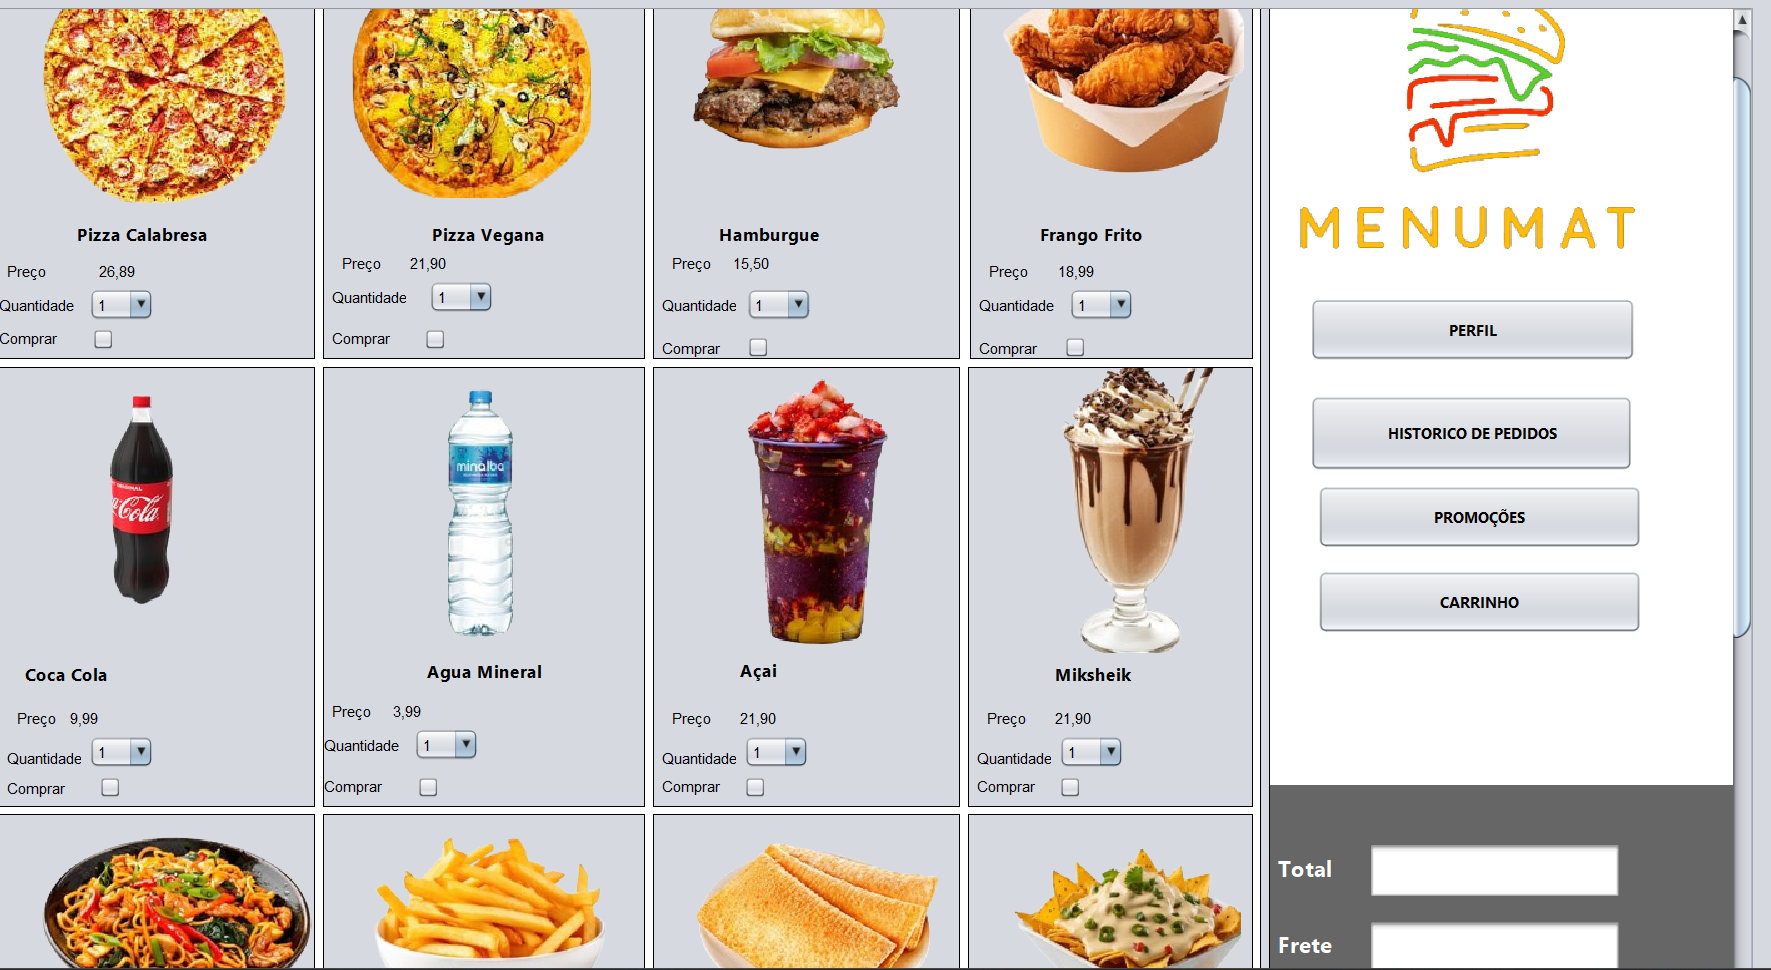 Pizza Calabresa
Preço 26,89
Quantidade 1
Comprar
Pizza Vegana
Preço 21,90
Quantidade 1
Comprar
Hamburgue
Preço 15,50
Quantidade 1
Comprar
Frango Frito
Preço 18,99
Quantidade 1
Comprar
ORIGINAL
Coca Cola
Preço 9,99
Quantidade 1
Comprar
minalba
Agua Mineral
Preço 3,99
Quantidade 1
Comprar
Açai
Preço 21,90
Quantidade 1
Comprar
Miksheik
Preço 21,90
Quantidade 1
Comprar
MENUMAT
PERFIL
HISTORICO DE PEDIDOS
PROMOÇÕES
CARRINHO
Total
Frete